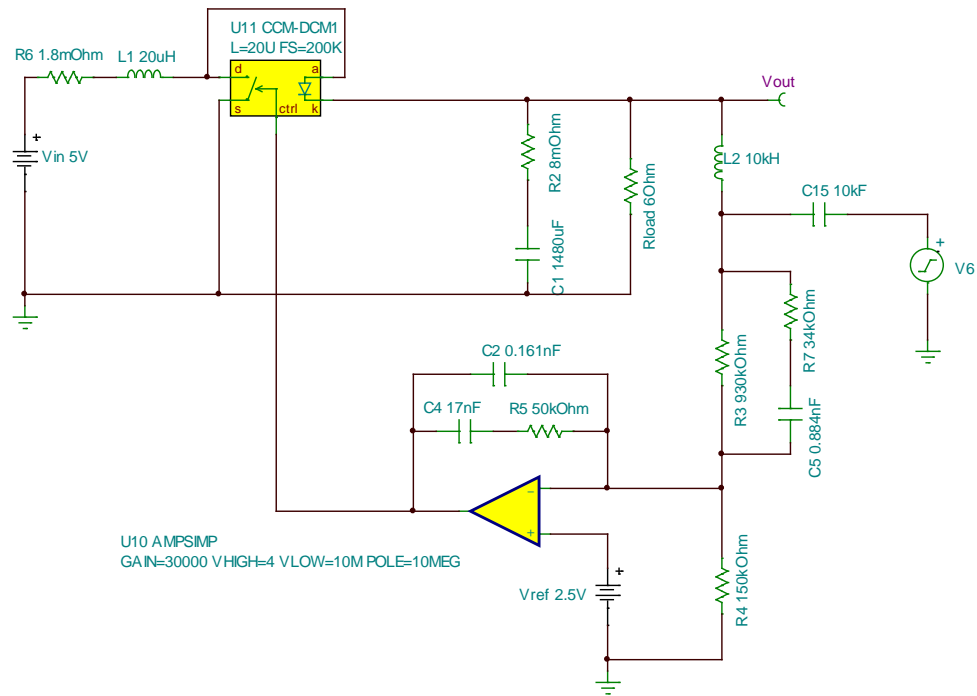 U11 CCM-DCM1
L=20U FS=200K
R6 1.8mOhm
L1 20uH
d
a
s
ctrl
k
Vout
+
Vin 5V
R2 8mOhm
C1 1480uF
Rload 6Ohm
L2 10kH
C15 10kF
+
V6
R7 34kOhm
C5 0.884nF
R3 930kOhm
C2 0.161nF
C4 17nF
R5 50kOhm
−
+
U10 AMPSIMP
GAIN=30000 VHIGH=4 VLOW=10M POLE=10MEG
+
Vref 2.5V
R4 150kOhm